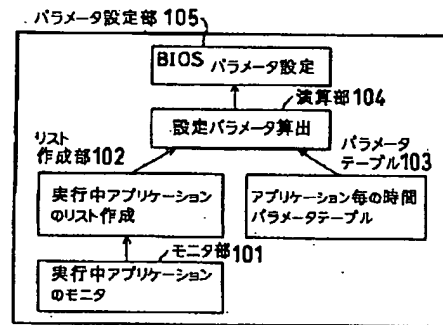 パラメータ設定部105
BIOS パラメータ設定
演算部104
設定パラメータ算出
リスト
作成部102
パラメータ
テーブル103
実行中アプリケーション
のリスト作成
アプリケーション毎の時間
パラメータテーブル
モニタ部101
実行中アプリケーション
のモニタ